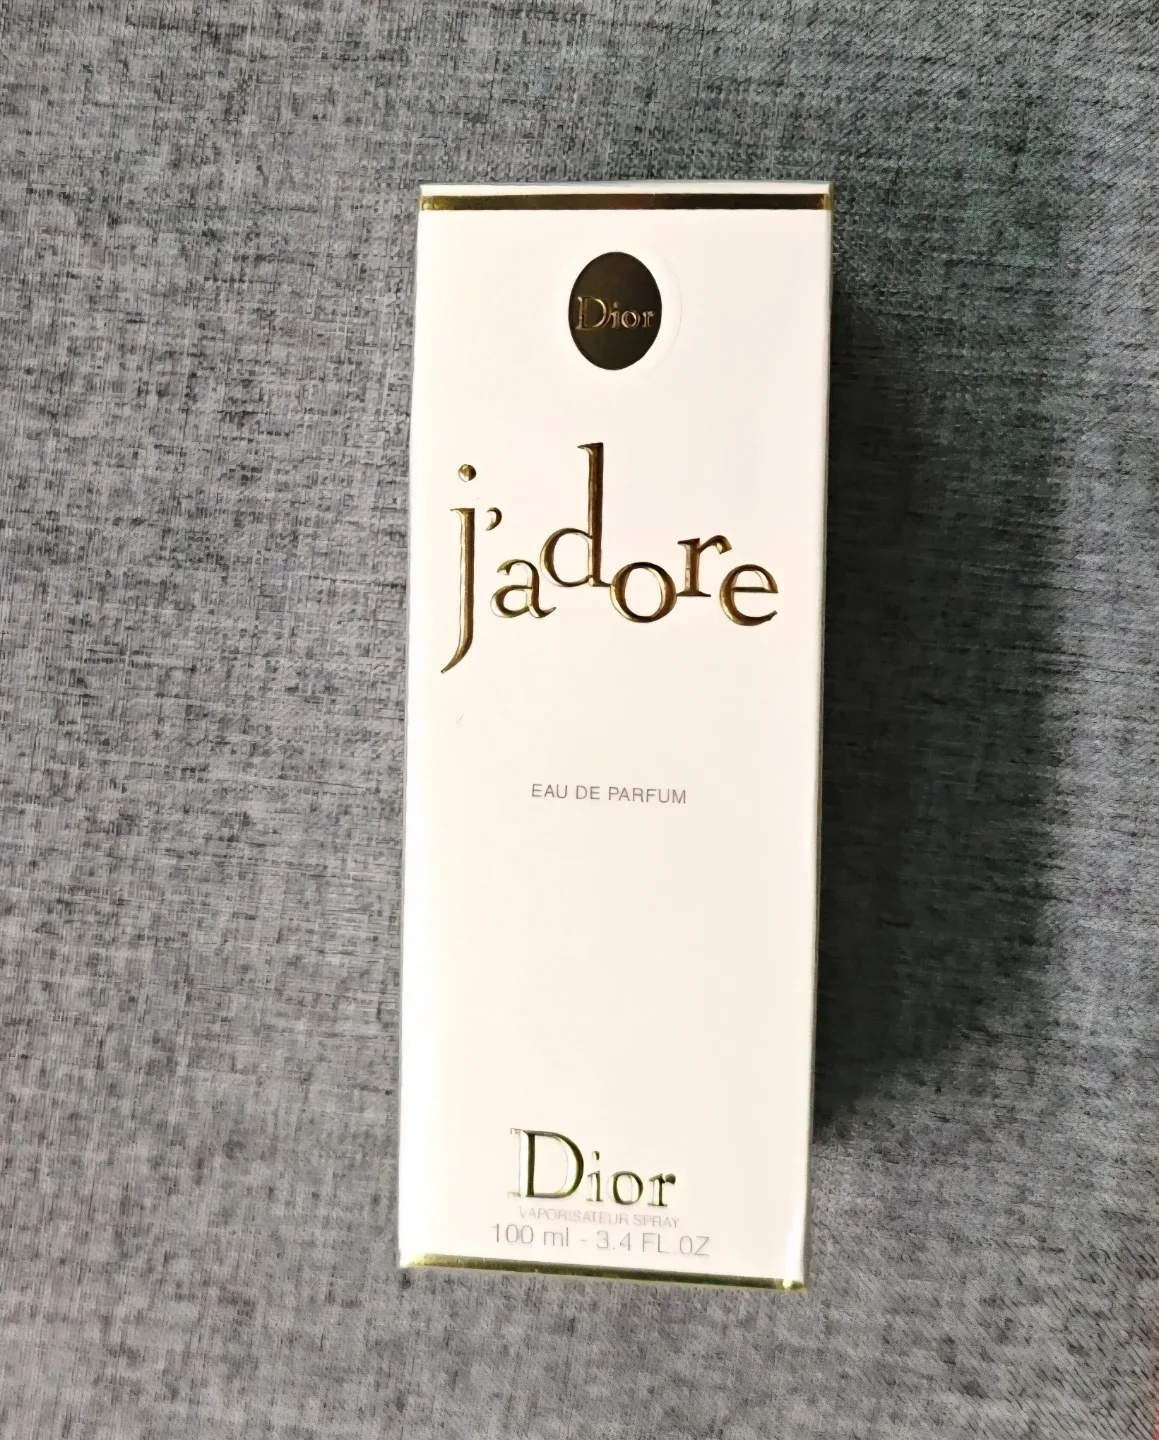 Dior
j'adore
EAU DE PARFUM
Dior
VAPORISATEUR SPRAY
100 ml - 3.4 FL.OZ